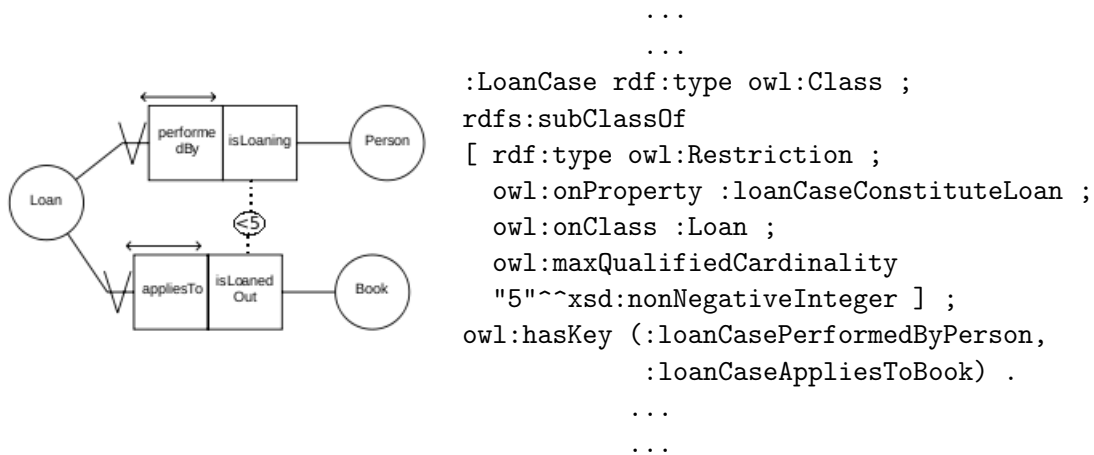 performe
dBy
isLoaning
Person
Loan
<5
appliesTo
isLoaned
Out
Book
...
...
:LoanCase rdf:type owl:Class ;
rdfs:subClassOf
[ rdf:type owl:Restriction ;
owl:onProperty :loanCaseConstituteLoan ;
owl:onClass :Loan ;
owl:maxQualifiedCardinality
"5"^^xsd:nonNegativeInteger ] ;
owl:hasKey (:loanCasePerformedByPerson,
:loanCaseAppliesToBook) .
...
...